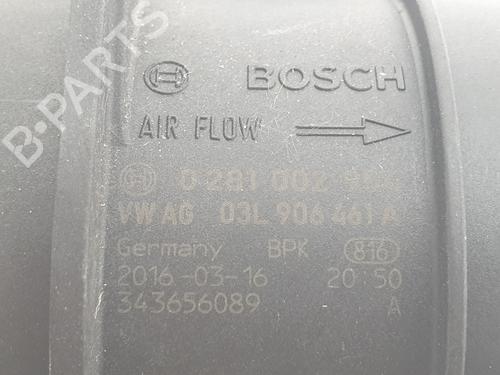 BOSCH
AIR FLOW
0 281 002
VW AG 03L 906 461 A
Germany BPK 816
2016-03-16 20:50
343656089 A
B-PARTS